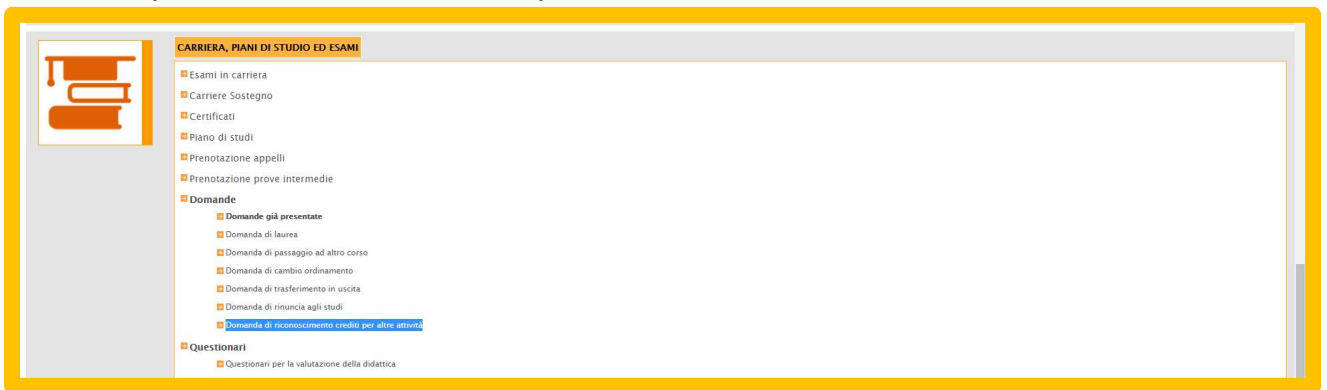 CARRIERA, PIANI DI STUDIO ED ESAMI
Esami in carriera
Carriere Sostegno
Certificati
Piano di studi
Prenotazione appelli
Prenotazione prove intermedie
Domande
Domande già presentate
Domanda di laurea
Domanda di passaggio ad altro corso
Domanda di cambio ordinamento
Domanda di trasferimento in uscita
Domanda di rinuncia agli studi
Domanda di riconoscimento crediti per altre attività
Questionari
Questionari per la valutazione della didattica